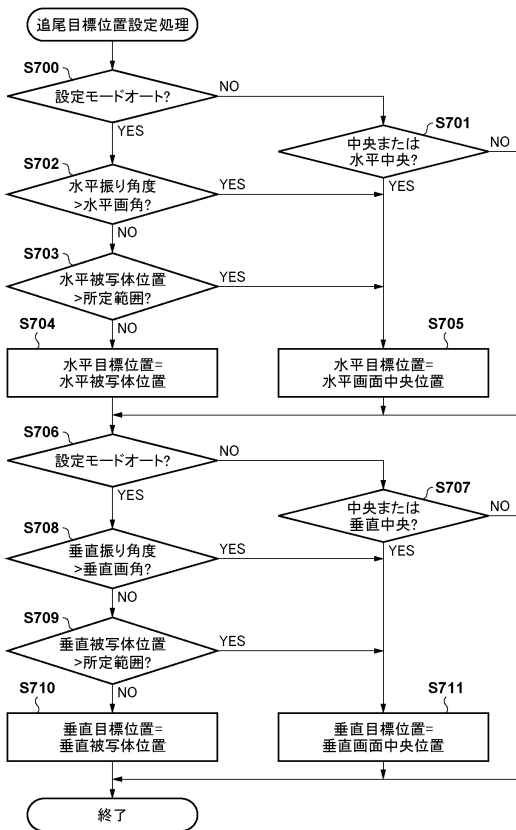 追尾目標位置設定処理
S700
設定モードオート?
NO
YES
S701
中央または
水平中央?
NO
YES
S702
水平振り角度
>水平画角?
YES
NO
S703
水平被写体位置
>所定範囲?
YES
NO
S704
水平目標位置=
水平被写体位置
S705
水平目標位置=
水平画面中央位置
S706
設定モードオート?
NO
YES
S707
中央または
垂直中央?
NO
YES
S708
垂直振り角度
>垂直画角?
YES
NO
S709
垂直被写体位置
>所定範囲?
YES
NO
S710
垂直目標位置=
垂直被写体位置
S711
垂直目標位置=
垂直画面中央位置
終了